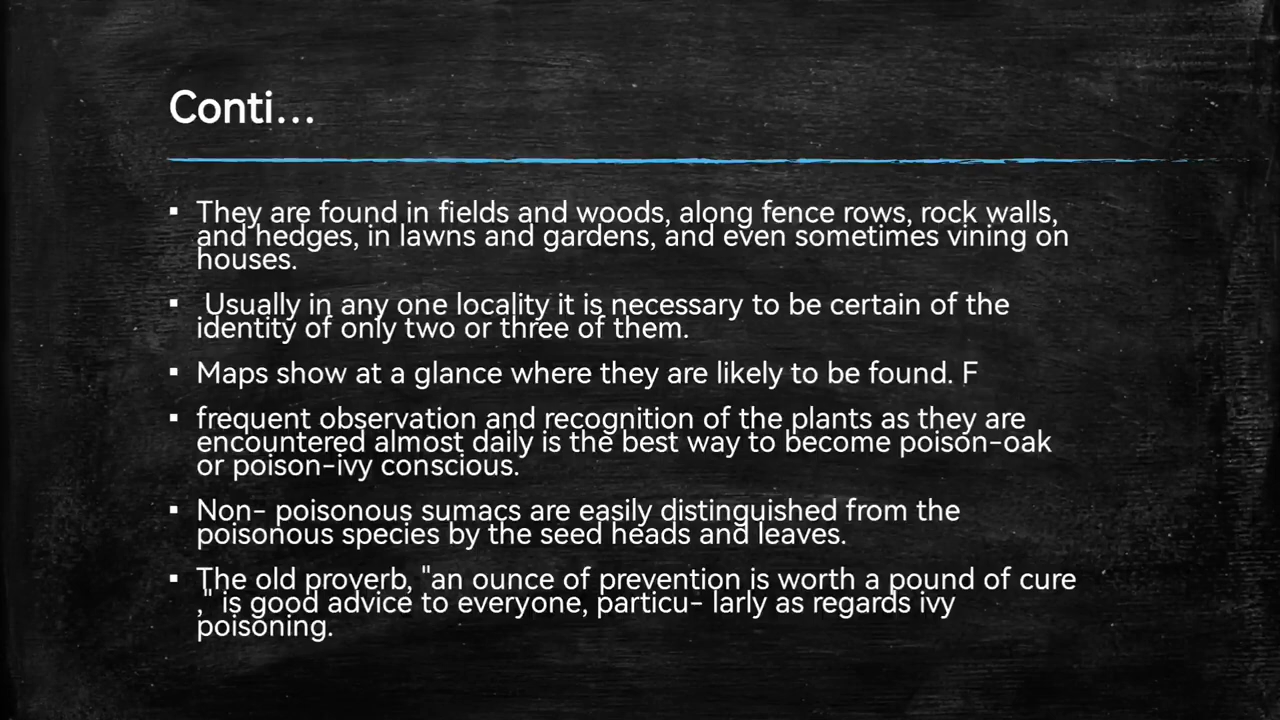 Conti...
▪ They are found in fields and woods, along fence rows, rock walls,
and hedges, in lawns and gardens, and even sometimes vining on
houses.
▪ Usually in any one locality it is necessary to be certain of the
identity of only two or three of them.
▪ Maps show at a glance where they are likely to be found. F
▪ frequent observation and recognition of the plants as they are
encountered almost daily is the best way to become poison-oak
or poison-ivy conscious.
▪ Non- poisonous sumacs are easily distinguished from the
poisonous species by the seed heads and leaves.
▪ The old proverb, "an ounce of prevention is worth a pound of cure
," is good advice to everyone, particu- larly as regards ivy
poisoning.